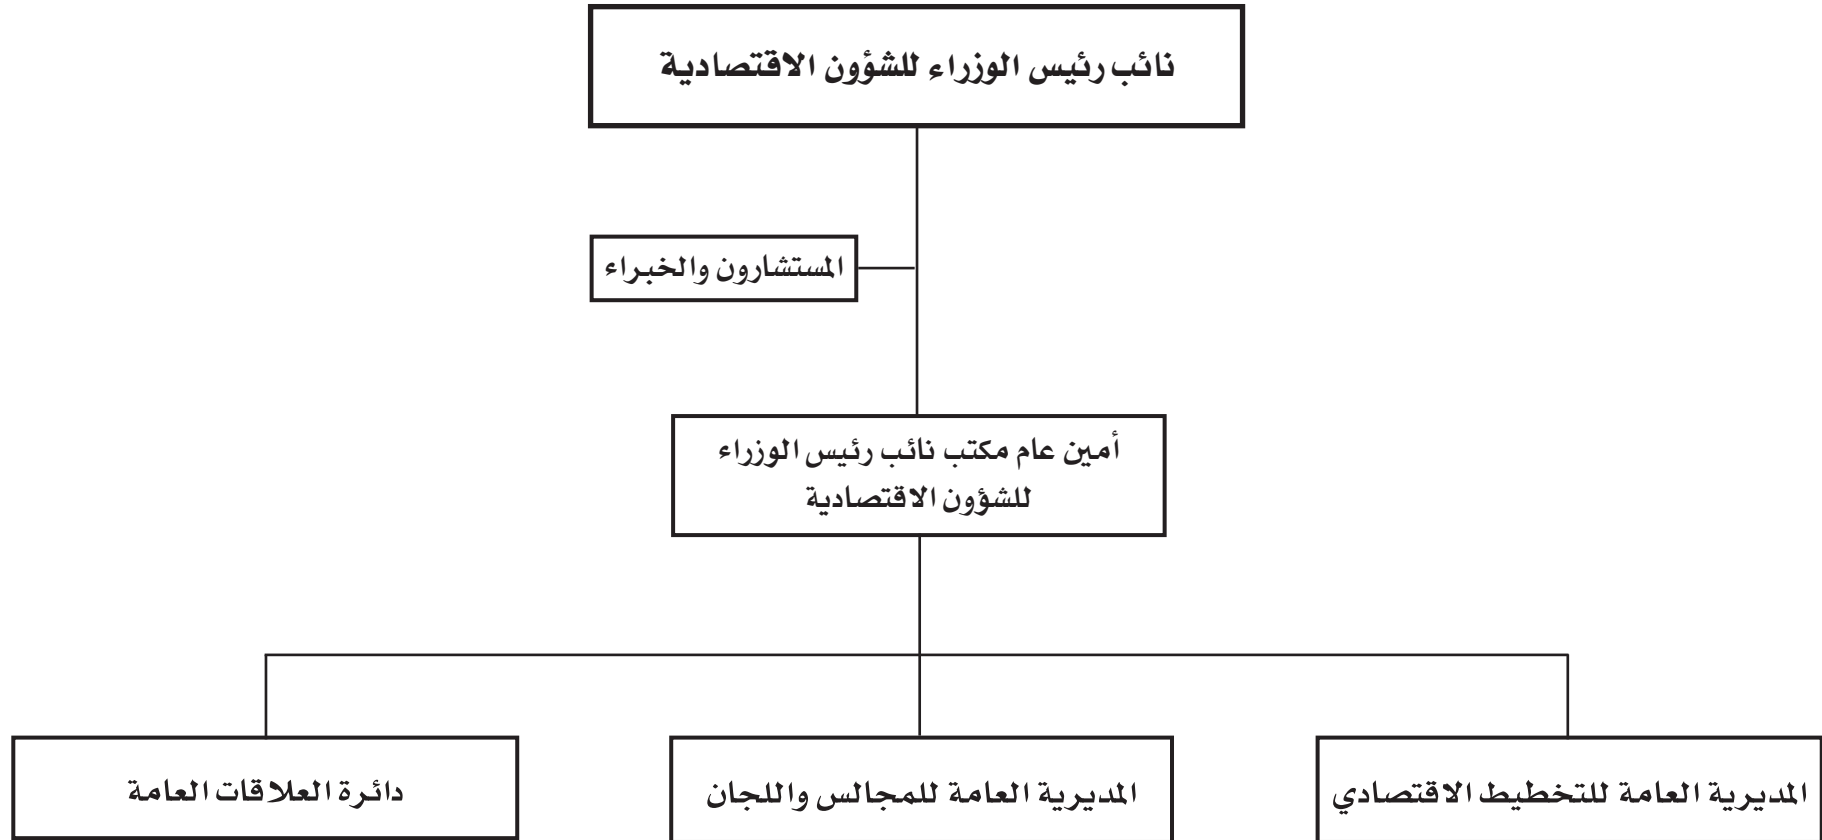 نائب رئيس الوزراء للشؤون الاقتصادية
المستشارون والخبراء
أمين عام مكتب نائب رئيس الوزراء
للشؤون الاقتصادية
المديرية العامة للتخطيط الاقتصادي
المديرية العامة للمجالس واللجان
دائرة العلاقات العامة